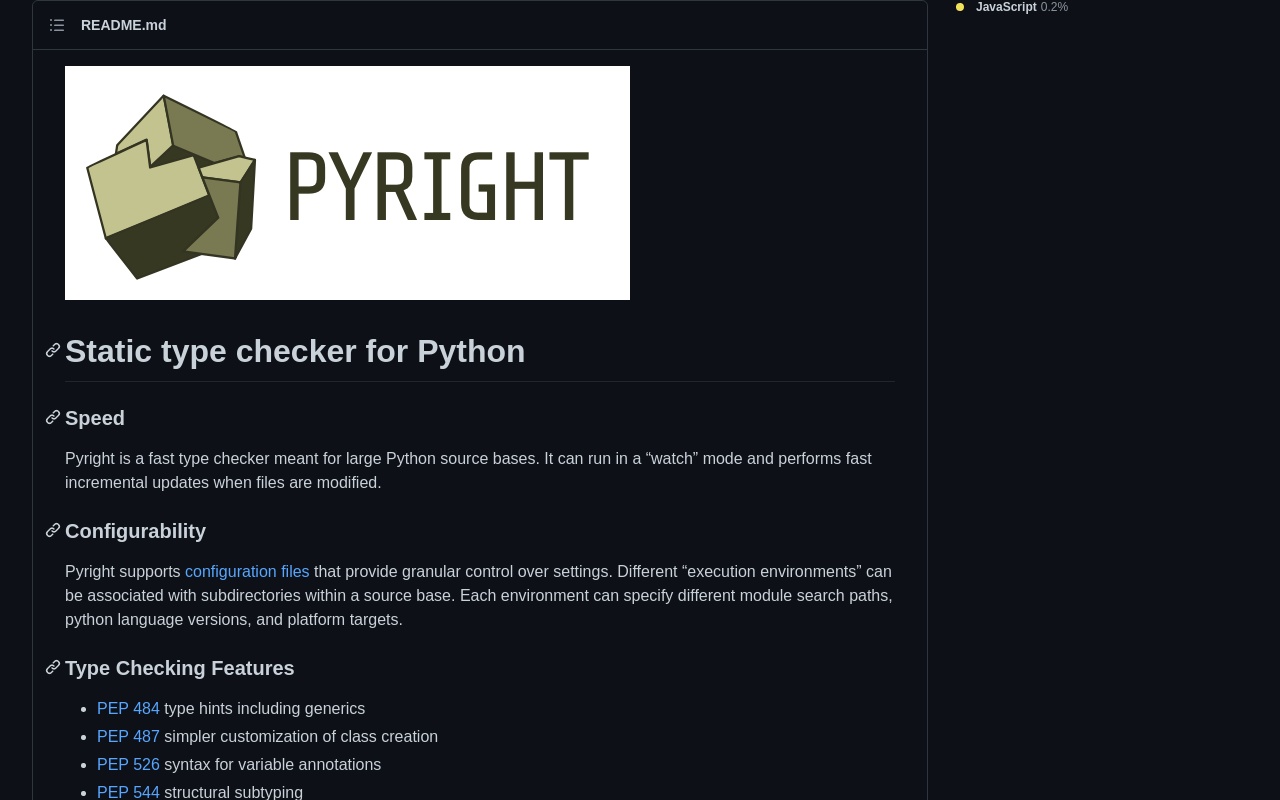 README.md
JavaScript 0.2%
PYRIGHT
Static type checker for Python
Speed
Pyright is a fast type checker meant for large Python source bases. It can run in a “watch” mode and performs fast
incremental updates when files are modified.
Configurability
Pyright supports configuration files that provide granular control over settings. Different “execution environments” can
be associated with subdirectories within a source base. Each environment can specify different module search paths,
python language versions, and platform targets.
Type Checking Features
PEP 484 type hints including generics
PEP 487 simpler customization of class creation
PEP 526 syntax for variable annotations
PEP 544 structural subtyping